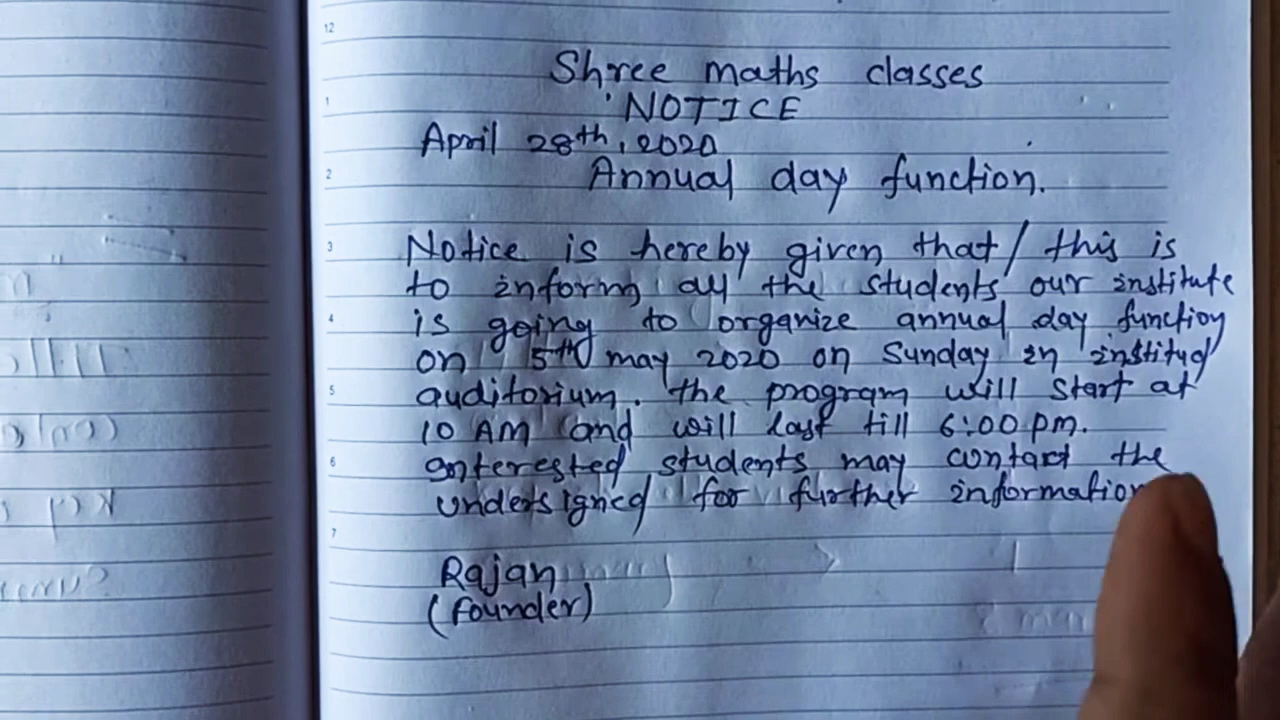 Shree maths classes
NOTICE
April 28th, 2020
Annual day function.
Notice is hereby given that / this is
to inform all the students our institute
is going to organize annual day function
on 5th may 2020 on Sunday in
auditorium. the program will start at
10 AM and will last till 6:00 pm.
interested students may contact the
undersigned for further information
Rajan
(founder)